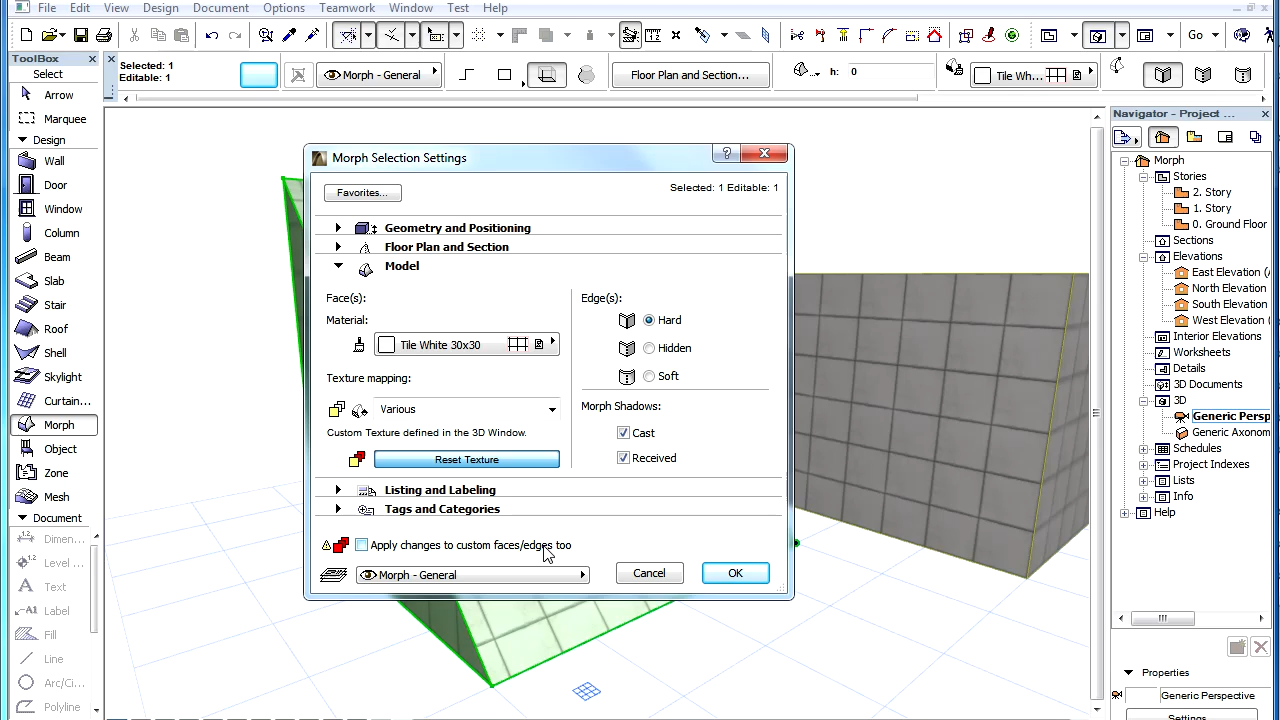 File Edit View Design Document Options Teamwork Window Test Help
Go
ToolBox
Select
Arrow
Marquee
Design
Wall
Door
Window
Column
Beam
Slab
Stair
Roof
Shell
Skylight
Curtain...
Morph
Object
Zone
Mesh
Document
Dimen...
Level ...
Text
A1 Label
Fill
Line
Arc/Ci...
Polyline
Selected: 1
Editable: 1
Morph - General
Floor Plan and Section...
h: 0
Tile Wh...
Morph Selection Settings
Favorites...
Selected: 1 Editable: 1
Geometry and Positioning
Floor Plan and Section
Model
Face(s):
Material:
Tile White 30x30
Texture mapping:
Various
Custom Texture defined in the 3D Window.
Reset Texture
Edge(s):
Hard
Hidden
Soft
Morph Shadows:
Cast
Received
Listing and Labeling
Tags and Categories
Apply changes to custom faces/edges too
Morph - General
Cancel
OK
Navigator - Project ...
Morph
Stories
2. Story
1. Story
0. Ground Floor
Sections
Elevations
East Elevation (A
North Elevation
South Elevation
West Elevation (
Interior Elevations
Worksheets
Details
3D Documents
3D
Generic Persp
Generic Axonom
Schedules
Project Indexes
Lists
Info
Help
Properties
Generic Perspective
Settings